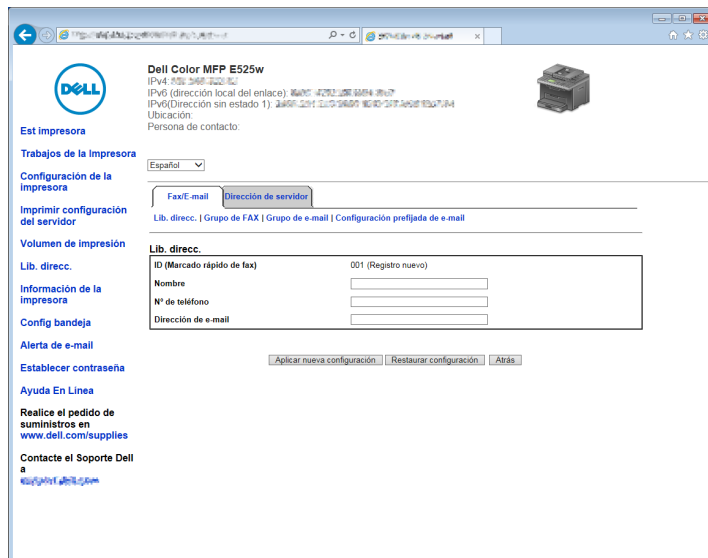 DELL
Dell Color MFP E525w
IPv4:
IPv6 (dirección local del enlace):
IPv6(Dirección sin estado 1):
Ubicación:
Persona de contacto:
Est impresora
Trabajos de la Impresora
Configuración de la
impresora
Imprimir configuración
del servidor
Volumen de impresión
Lib. direcc.
Información de la
impresora
Config bandeja
Alerta de e-mail
Establecer contraseña
Ayuda En Linea
Realice el pedido de
suministros en
www.dell.com/supplies
Contacte el Soporte Dell
a
Español
Fax/E-mail Dirección de servidor
Lib. direcc. | Grupo de FAX | Grupo de e-mail | Configuración prefijada de e-mail
Lib. direcc.
ID (Marcado rápido de fax) 001 (Registro nuevo)
Nombre
Nº de teléfono
Dirección de e-mail
Aplicar nueva configuración Restaurar configuración Atrás